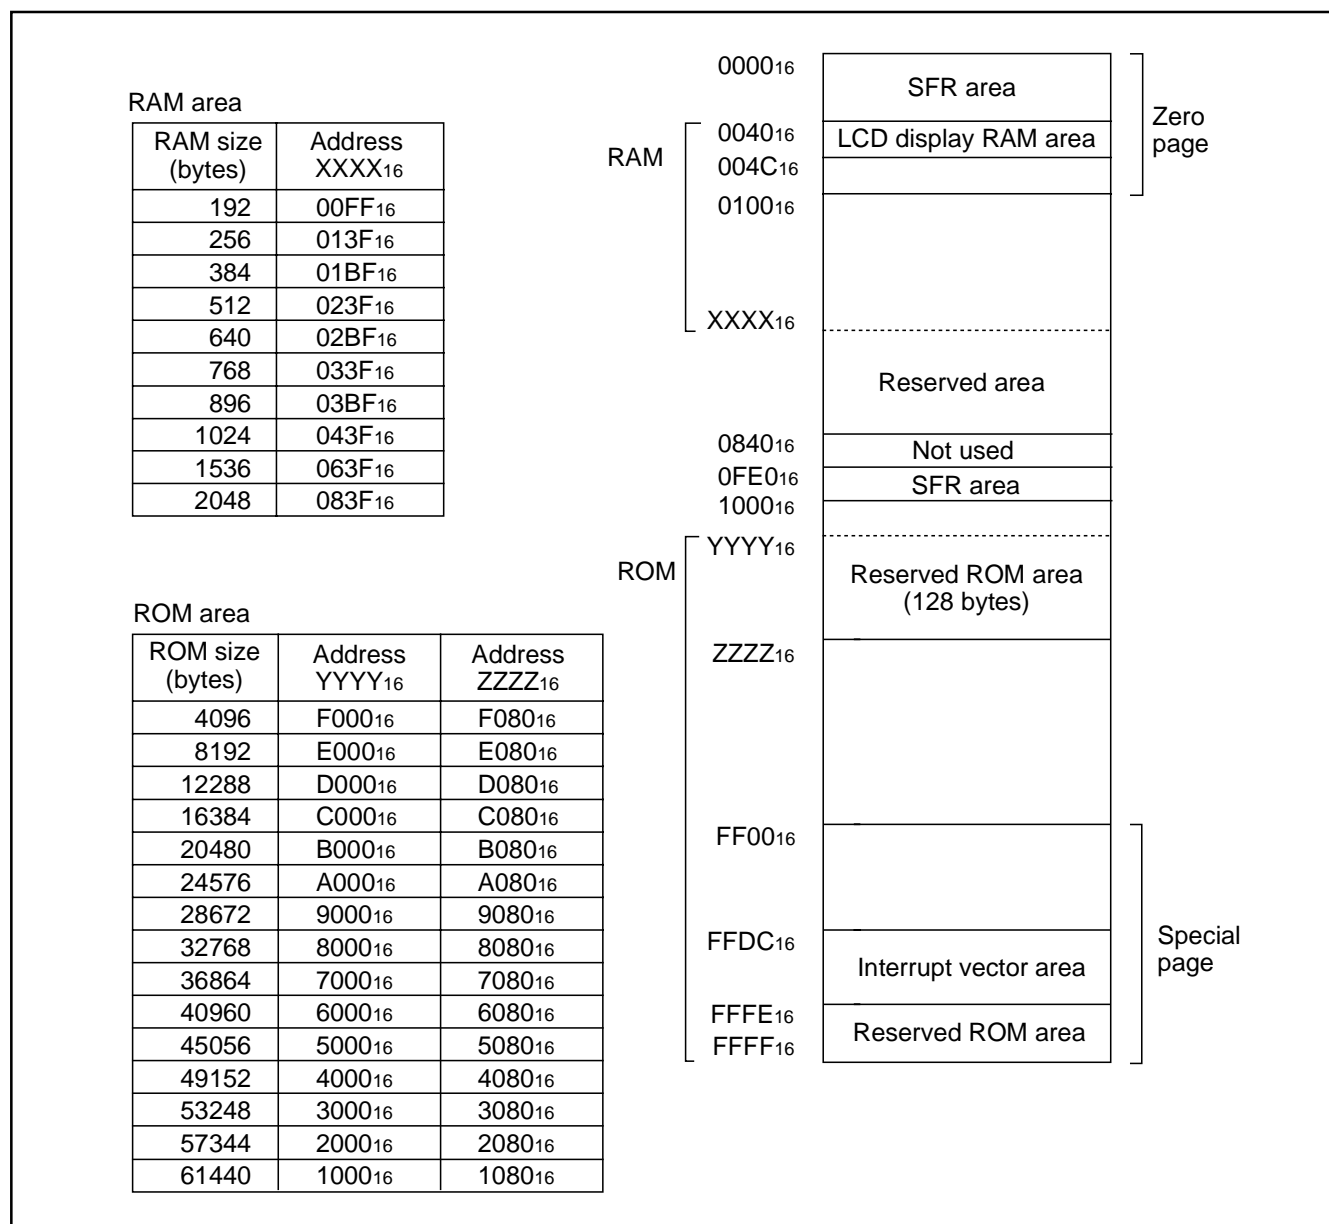 RAM area
RAM size (bytes) Address XXXX16
192 00FF16
256 013F16
384 01BF16
512 023F16
640 02BF16
768 033F16
896 03BF16
1024 043F16
1536 063F16
2048 083F16
ROM area
ROM size (bytes) Address YYYY16 Address ZZZZ16
4096 F00016 F08016
8192 E00016 E08016
12288 D00016 D08016
16384 C00016 C08016
20480 B00016 B08016
24576 A00016 A08016
28672 900016 908016
32768 800016 808016
36864 700016 708016
40960 600016 608016
45056 500016 508016
49152 400016 408016
53248 300016 308016
57344 200016 208016
61440 100016 108016
000016
SFR area
Zero page
RAM
004016
LCD display RAM area
004C16
010016
XXXX16
Reserved area
084016
Not used
0FE016
SFR area
100016
ROM
YYYY16
Reserved ROM area
(128 bytes)
ZZZZ16
FF0016
FFDC16
Interrupt vector area
Special page
FFFE16
Reserved ROM area
FFFF16